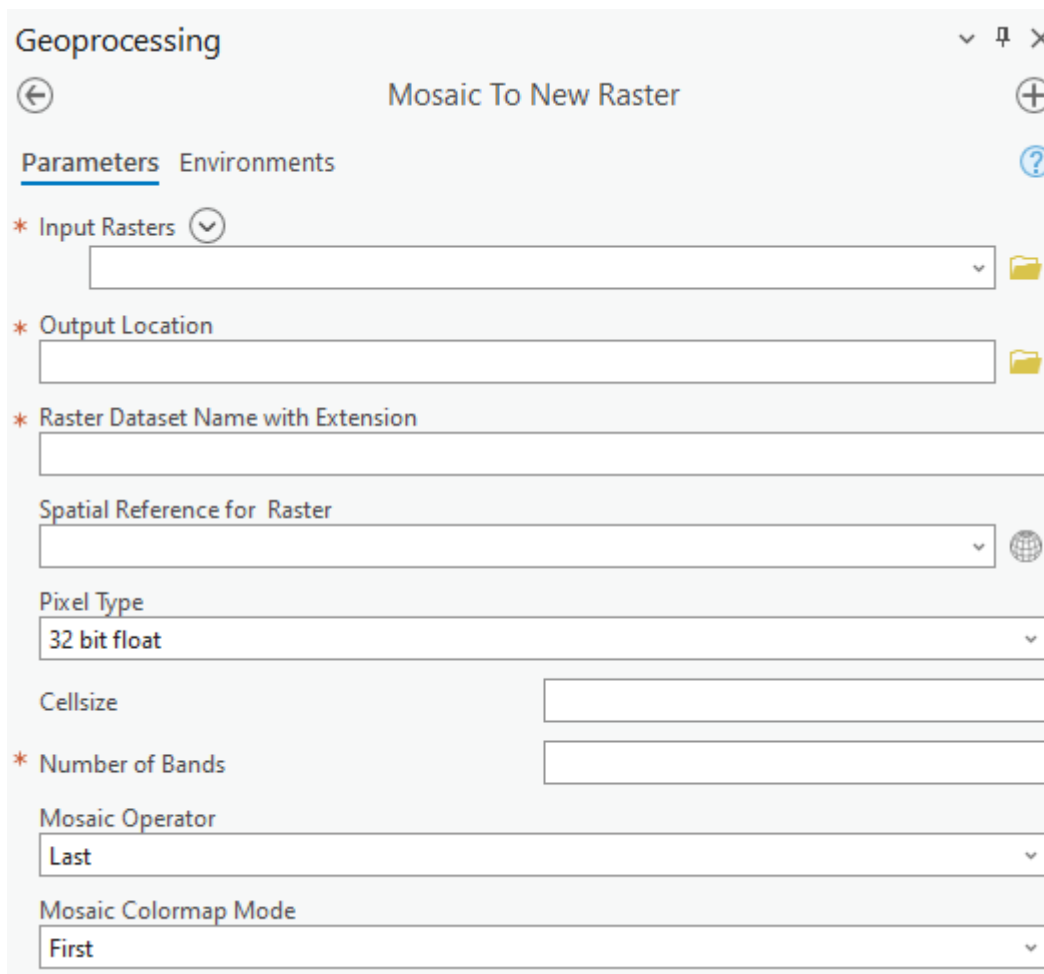 Geoprocessing
Mosaic To New Raster
Parameters Environments
* Input Rasters
* Output Location
* Raster Dataset Name with Extension
Spatial Reference for Raster
Pixel Type
32 bit float
Cellsize
* Number of Bands
Mosaic Operator
Last
Mosaic Colormap Mode
First